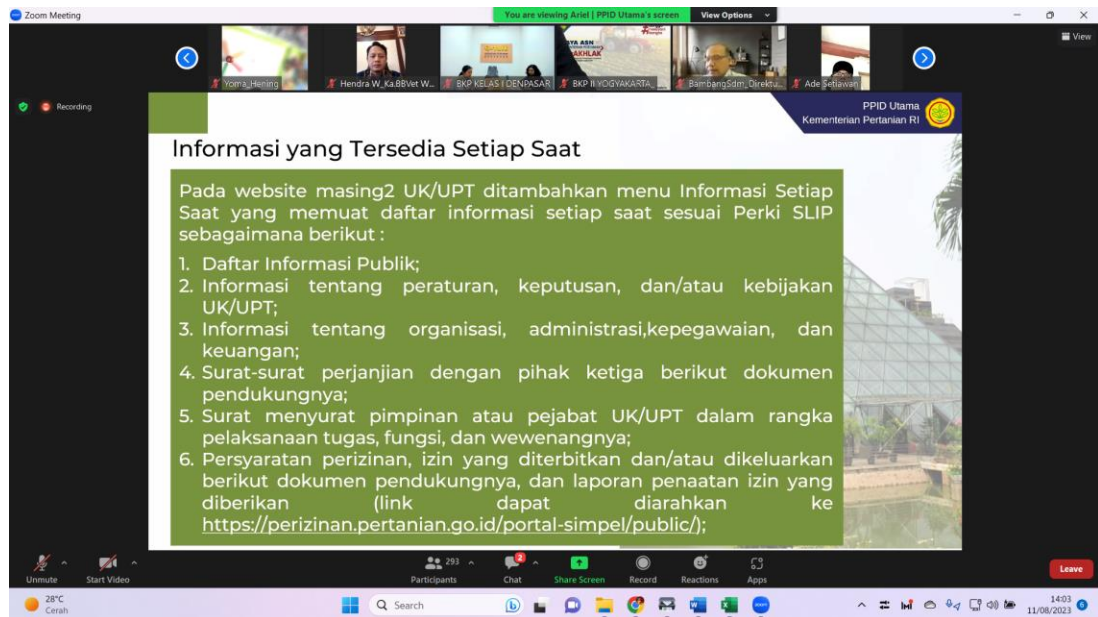 Zoom Meeting
You are viewing Ariel | PPID Utama's screen
View Options
View
Yoma_Hening
Hendra W_Ka.BBVet W...
BKP KELAS I DENPASAR
BKP II YOGYAKARTA_
BambangSdm_Direktu...
Ade Setiawan
AKHLAK
Recording
PPID Utama
Kementerian Pertanian RI
Informasi yang Tersedia Setiap Saat
Pada website masing2 UK/UPT ditambahkan menu Informasi Setiap
Saat yang memuat daftar informasi setiap saat sesuai Perki SLIP
sebagaimana berikut :
1. Daftar Informasi Publik;
2. Informasi tentang peraturan, keputusan, dan/atau kebijakan
UK/UPT;
3. Informasi tentang organisasi, administrasi,kepegawaian, dan
keuangan;
4. Surat-surat perjanjian dengan pihak ketiga berikut dokumen
pendukungnya;
5. Surat menyurat pimpinan atau pejabat UK/UPT dalam rangka
pelaksanaan tugas, fungsi, dan wewenangnya;
6. Persyaratan perizinan, izin yang diterbitkan dan/atau dikeluarkan
berikut dokumen pendukungnya, dan laporan penaatan izin yang
diberikan (link dapat diarahkan ke
https://perizinan.pertanian.go.id/portal-simpel/public/);
Unmute
Start Video
293
Participants
2
Chat
Share Screen
Record
Reactions
Apps
Leave
28°C
Cerah
Search
14:03
11/08/2023
6